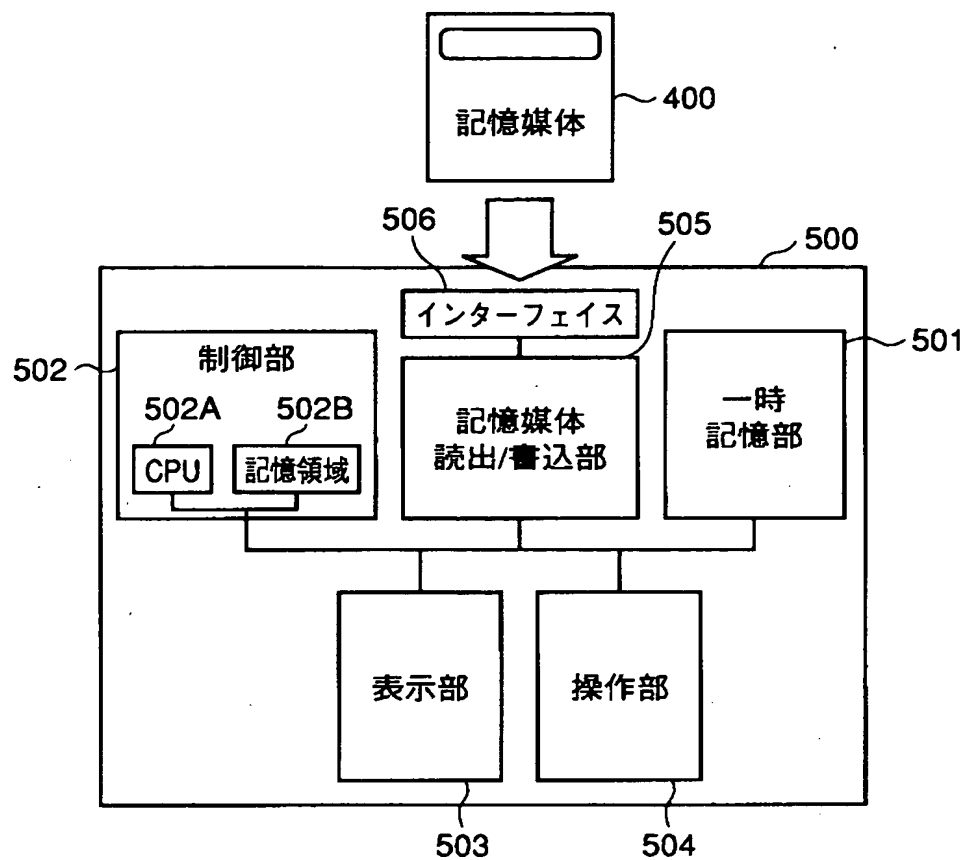 記憶媒体
400
506
505
500
インターフェイス
502
制御部
501
502A
502B
CPU
記憶領域
記憶媒体
読出/書込部
一時
記憶部
表示部
操作部
503
504